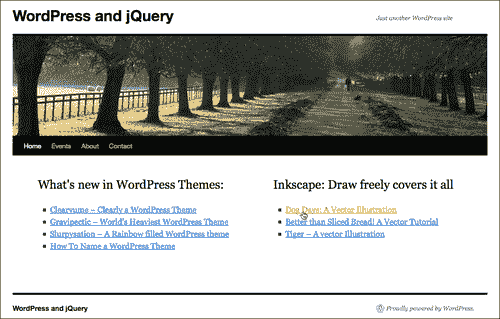 WordPress and jQuery
Just another WordPress site
Home Events About Contact
What's new in WordPress Themes:
Clearvume – Clearly a WordPress Theme
Gravipectic – World's Heaviest WordPress Theme
Slurpvsation – A Rainbow filled WordPress theme
How To Name a WordPress Theme
Inkscape: Draw freely covers it all
Dog Days: A Vector Illustration
Better than Sliced Bread! A Vector Tutorial
Tiger – A vector Illustration
WordPress and jQuery
Proudly powered by WordPress.